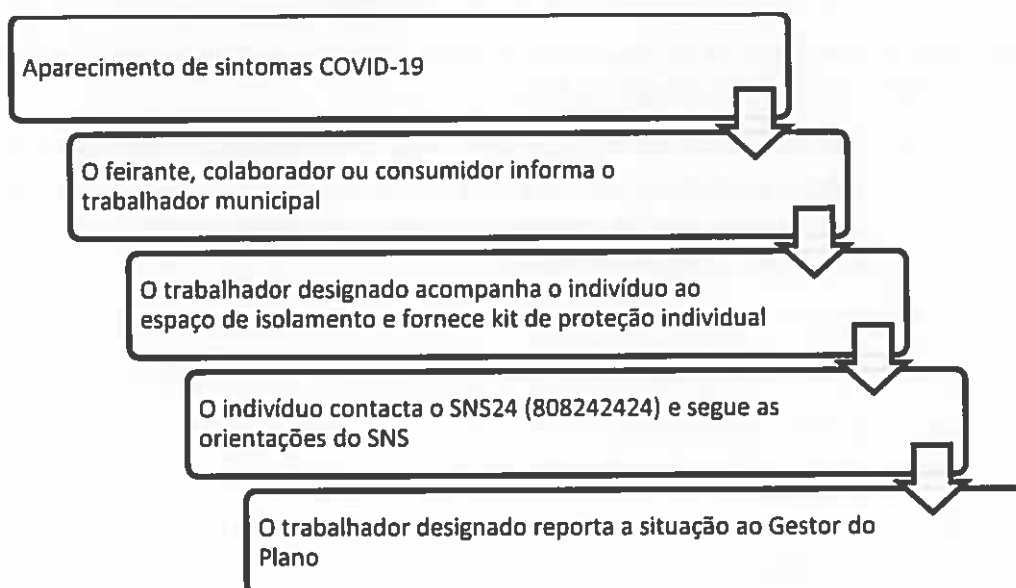 Aparecimento de sintomas COVID-19
O feirante, colaborador ou consumidor informa o
trabalhador municipal
O trabalhador designado acompanha o indivíduo ao
espaço de isolamento e fornece kit de proteção individual
O indivíduo contacta o SNS24 (808242424) e segue as
orientações do SNS
O trabalhador designado reporta a situação ao Gestor do
Plano